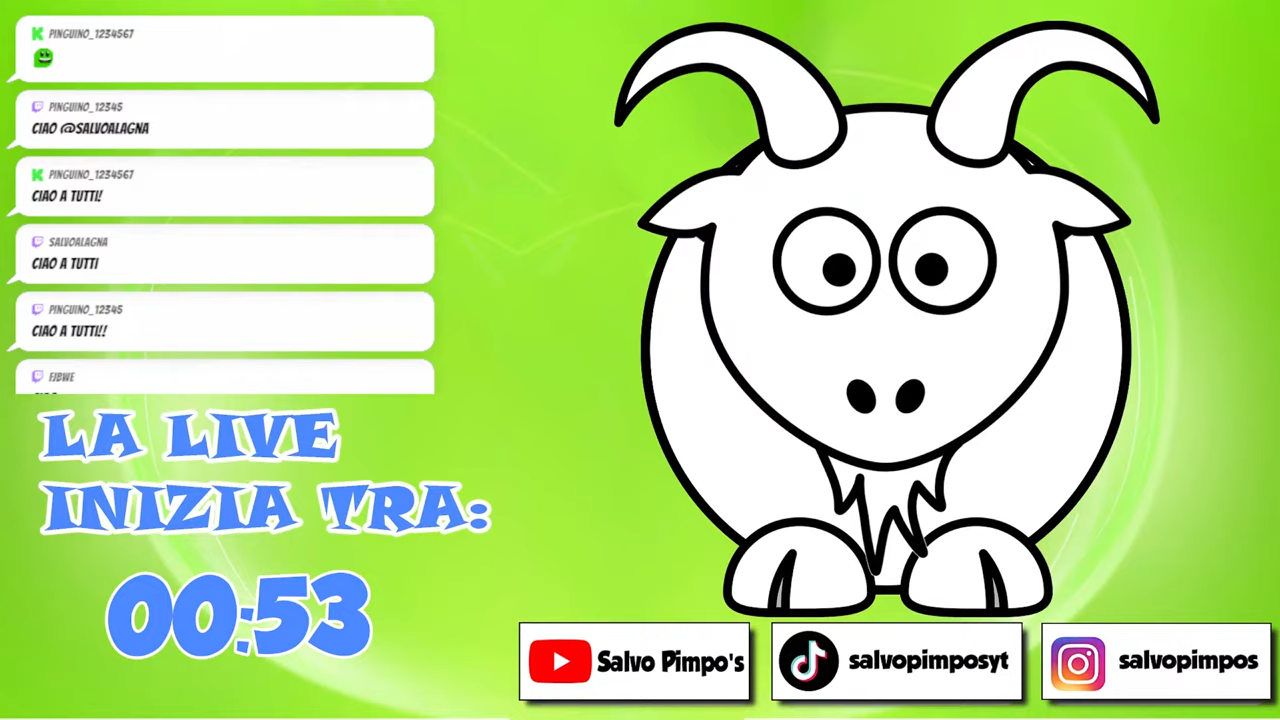 PINGUINO_1234567
PINGUINO_12345
CIAO @SALVOALAGNA
PINGUINO_1234567
CIAO A TUTTI!
SALVOALAGNA
CIAO A TUTTI
PINGUINO_12345
CIAO A TUTTI!!
FJBWE
LA LIVE
INIZIA TRA:
00:53
Salvo Pimpo's
salvopimposyt
salvopimpos